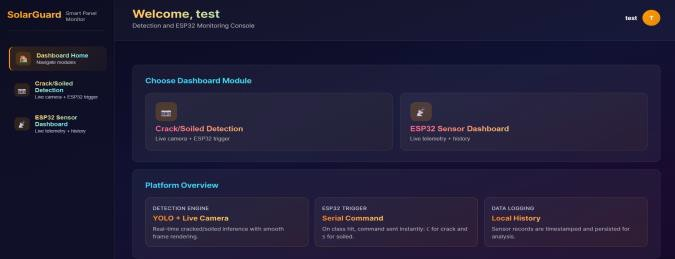 SolarGuard
Smart Panel
Monitor
Dashboard Home
Navigate modules
Crack/Soiled
Detection
Live camera + ESP32 trigger
ESP32 Sensor
Dashboard
Live telemetry + history
Welcome, test
Detection and ESP32 Monitoring Console
test
T
Choose Dashboard Module
Crack/Soiled Detection
Live camera + ESP32 trigger
ESP32 Sensor Dashboard
Live telemetry + history
Platform Overview
DETECTION ENGINE
YOLO + Live Camera
Real-time cracked/soiled inference with smooth
frame rendering.
ESP32 TRIGGER
Serial Command
On class hit, command sent instantly: C for crack and
S for soiled.
DATA LOGGING
Local History
Sensor records are timestamped and persisted for
analysis.